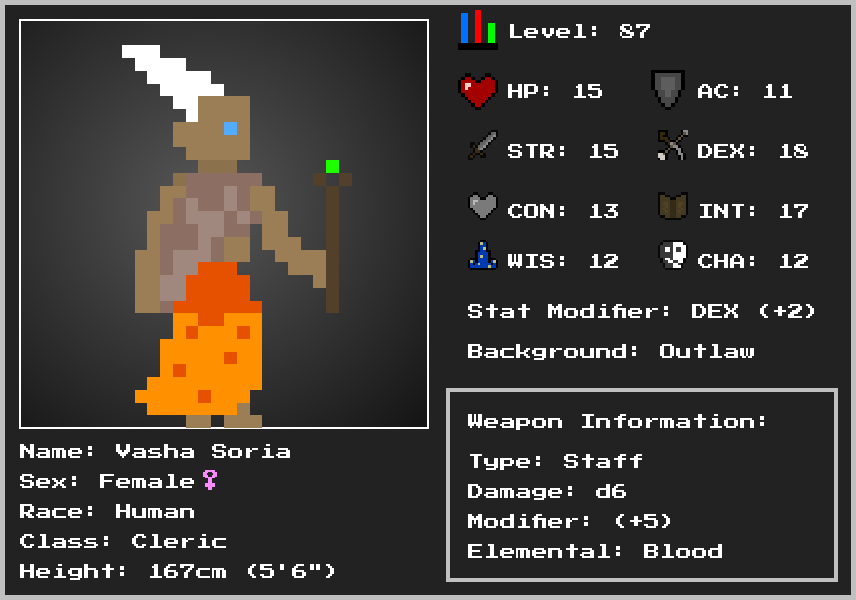 Level: 87
HP: 15 AC: 11
STR: 15 DEX: 18
CON: 13 INT: 17
WIS: 12 CHA: 12
Stat Modifier: DEX (+2)
Background: Outlaw
Weapon Information:
Type: Staff
Damage: d6
Modifier: (+5)
Elemental: Blood
Name: Vasha Soria
Sex: Female♀
Race: Human
Class: Cleric
Height: 167cm (5'6")